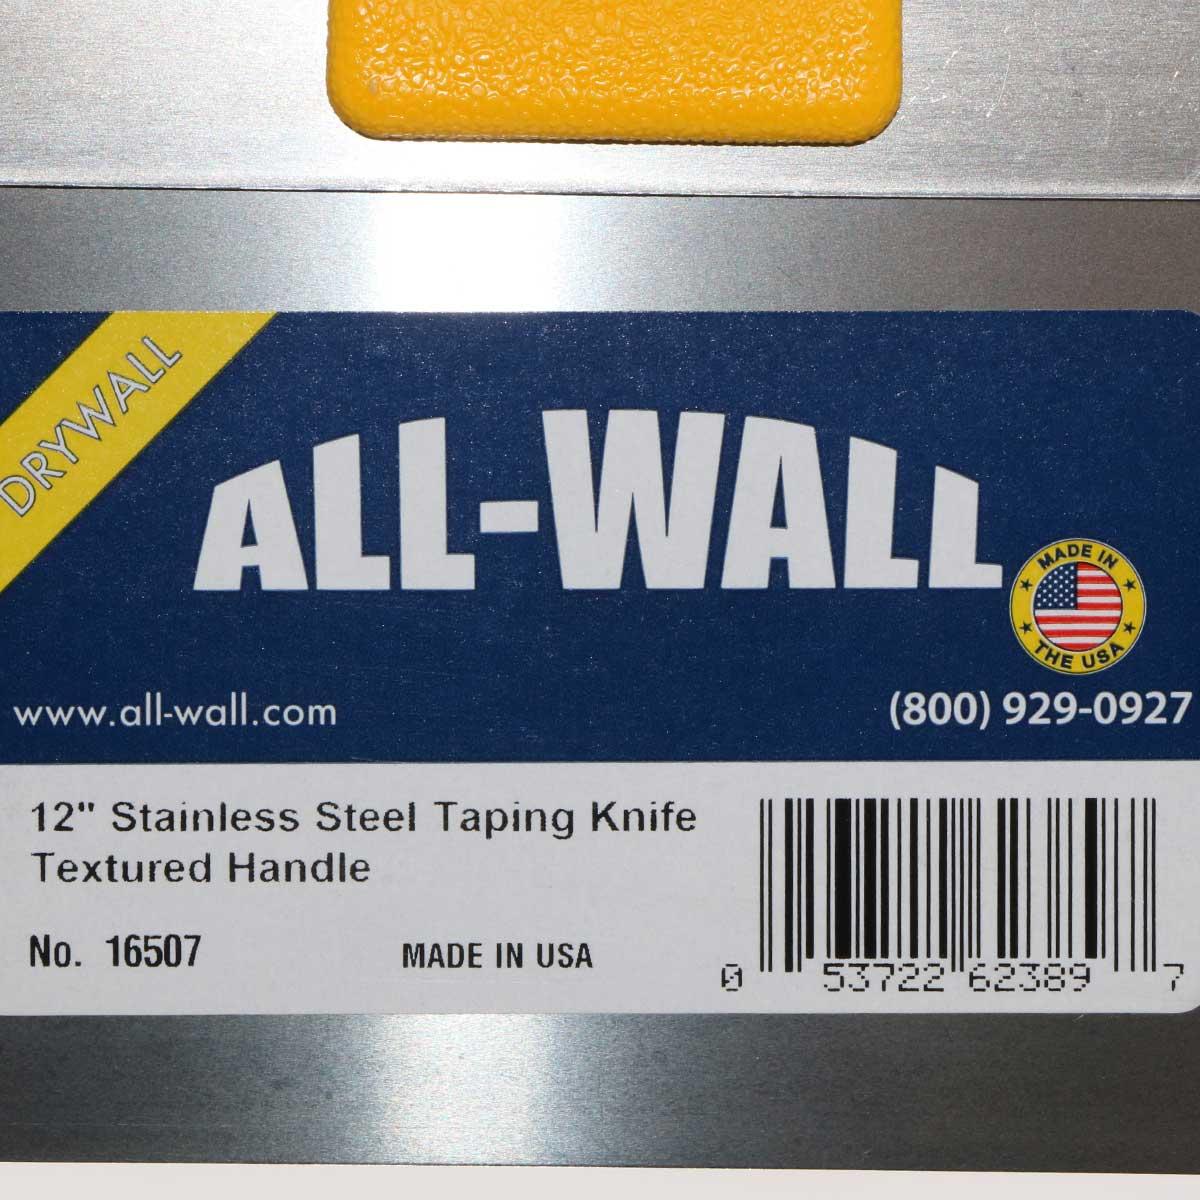 DRYWALL
ALL-WALL
MADE IN
THE USA
www.all-wall.com
(800) 929-0927
12" Stainless Steel Taping Knife
Textured Handle
No. 16507
MADE IN USA
0 53722 62389 7